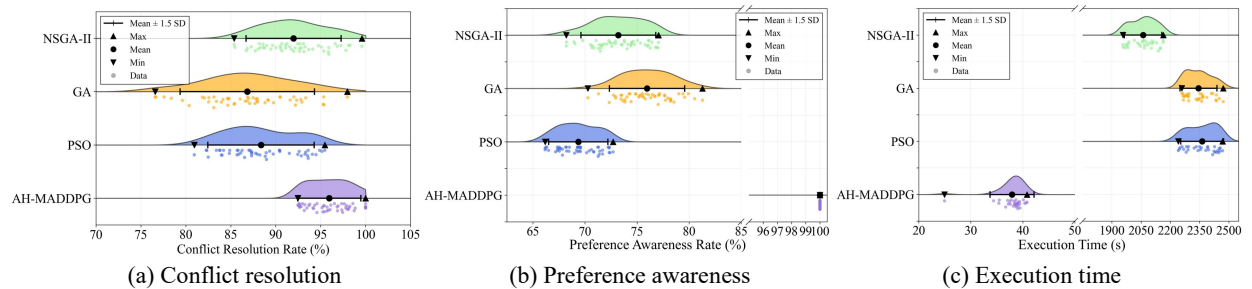 Mean ± 1.5 SD
Max
Mean
Min
Data
NSGA-II
GA
PSO
AH-MADDPG
70 75 80 85 90 95 100 105
Conflict Resolution Rate (%)
(a) Conflict resolution
Mean ± 1.5 SD
Max
Mean
Min
Data
NSGA-II
GA
PSO
AH-MADDPG
65 70 75 80 85 96 97 98 99 100
Preference Awareness Rate (%)
(b) Preference awareness
Mean ± 1.5 SD
Max
Mean
Min
Data
NSGA-II
GA
PSO
AH-MADDPG
20 30 40 50 1900 2050 2200 2350 2500
Execution Time (s)
(c) Execution time